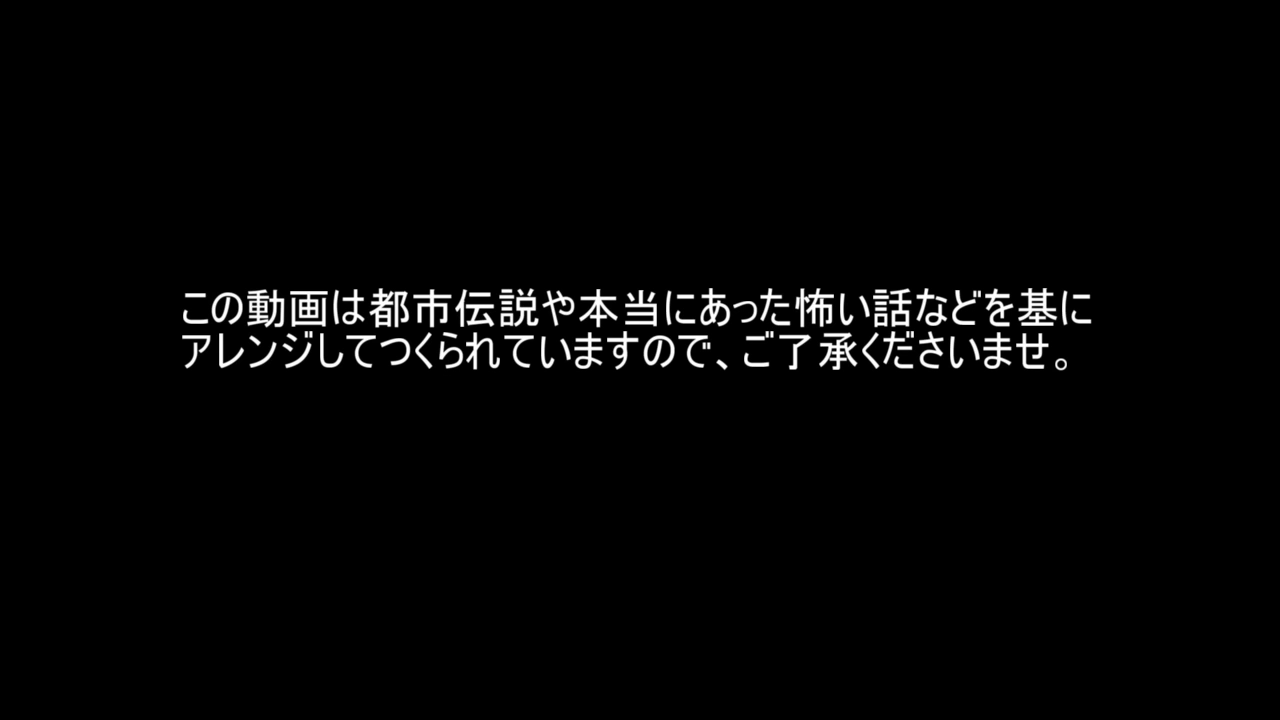 この動画は都市伝説や本当にあった怖い話などを基に
アレンジしてつくられていますので、ご了承くださいませ。